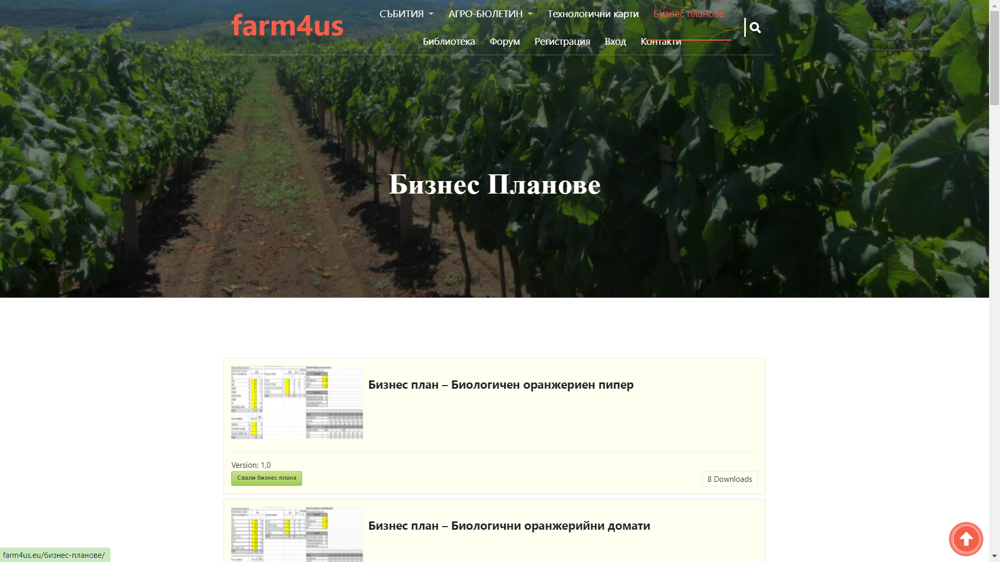 farm4us
СЪБИТИЯ АГРО-БЮЛЕТИН Технологични карти Бизнес планове
Библиотека Форум Регистрация Вход Контакти
Бизнес Планове
Бизнес план – Биологичен оранжериен пипер
Version: 1,0
Свали бизнес плана
8 Downloads
Бизнес план – Биологични оранжерийни домати
farm4us.eu/бизнес-планове/